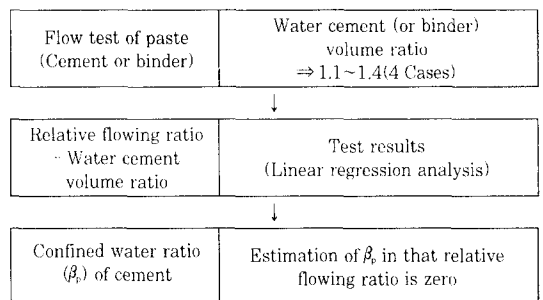 Flow test of paste
(Cement or binder)
Water cement (or binder)
volume ratio
⇒ 1.1~1.4(4 Cases)
↓
Relative flowing ratio
- Water cement
volume ratio
Test results
(Linear regression analysis)
↓
Confined water ratio
(βp) of cement
Estimation of βp in that relative
flowing ratio is zero